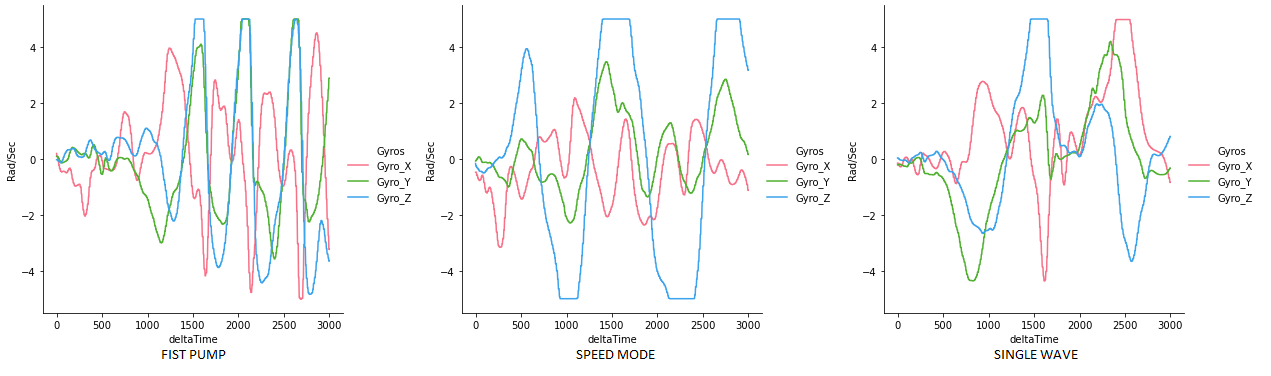 Rad/Sec
4
2
0
−2
−4
0 500 1000 1500 2000 2500 3000
deltaTime
FIST PUMP
Gyros
Gyro_X
Gyro_Y
Gyro_Z
Rad/Sec
4
2
0
−2
−4
0 500 1000 1500 2000 2500 3000
deltaTime
SPEED MODE
Gyros
Gyro_X
Gyro_Y
Gyro_Z
Rad/Sec
4
2
0
−2
−4
0 500 1000 1500 2000 2500 3000
deltaTime
SINGLE WAVE
Gyros
Gyro_X
Gyro_Y
Gyro_Z